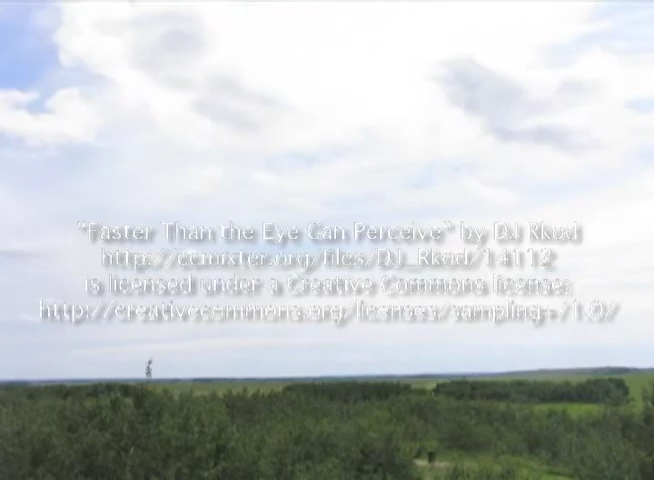 "Faster Than the Eye Can Perceive" by DJ Rkod
http://ccmixter.org/files/DJ_Rkod/14112
is licensed under a Creative Commons license:
http://creativecommons.org/licenses/sampling+/1.0/